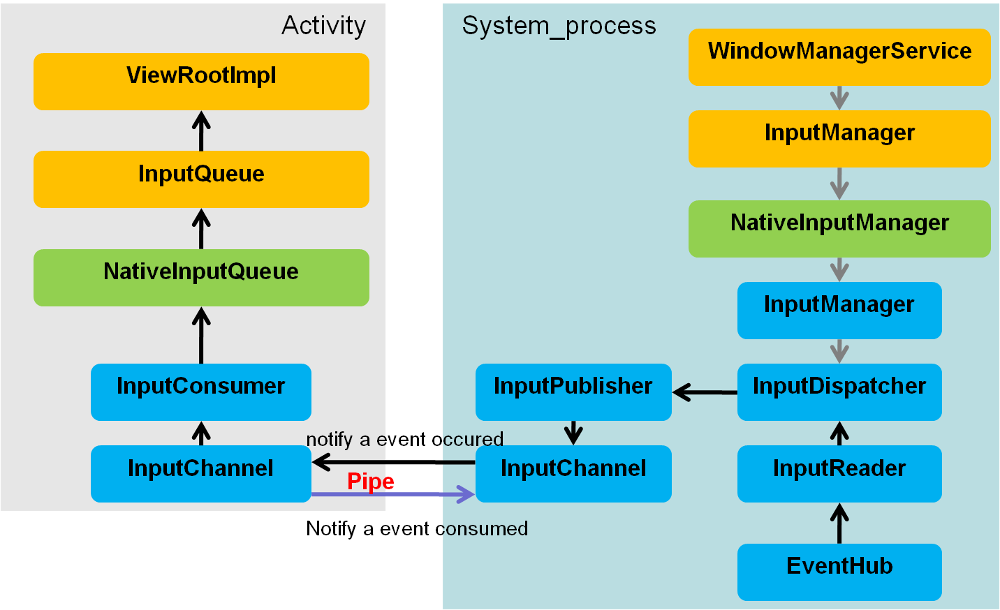 Activity
ViewRootImpl
InputQueue
NativeInputQueue
InputConsumer
InputChannel
notify a event occured
Pipe
Notify a event consumed
System_process
WindowManagerService
InputManager
NativeInputManager
InputManager
InputPublisher
InputDispatcher
InputChannel
InputReader
EventHub